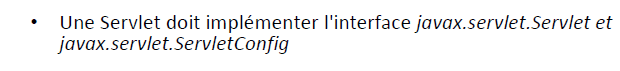 • Une Servlet doit implémenter l'interface javax.servlet.Servlet et
javax.servlet.ServletConfig